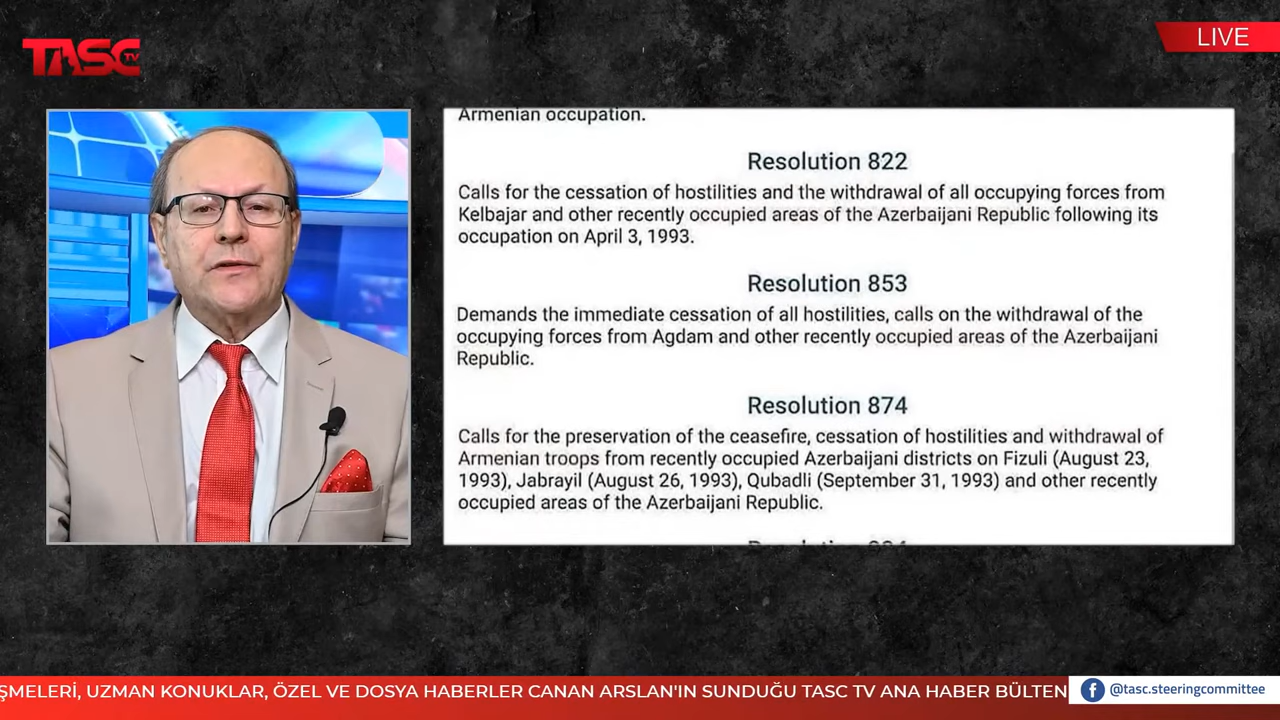 TASC TV
LIVE
Armenian occupation.
Resolution 822
Calls for the cessation of hostilities and the withdrawal of all occupying forces from
Kelbajar and other recently occupied areas of the Azerbaijani Republic following its
occupation on April 3, 1993.
Resolution 853
Demands the immediate cessation of all hostilities, calls on the withdrawal of the
occupying forces from Agdam and other recently occupied areas of the Azerbaijani
Republic.
Resolution 874
Calls for the preservation of the ceasefire, cessation of hostilities and withdrawal of
Armenian troops from recently occupied Azerbaijani districts on Fizuli (August 23,
1993), Jabrayil (August 26, 1993), Qubadli (September 31, 1993) and other recently
occupied areas of the Azerbaijani Republic.
ŞMELERİ, UZMAN KONUKLAR, ÖZEL VE DOSYA HABERLER CANAN ARSLAN'IN SUNDUĞU TASC TV ANA HABER BÜLTEN
@tasc.steeringcommittee